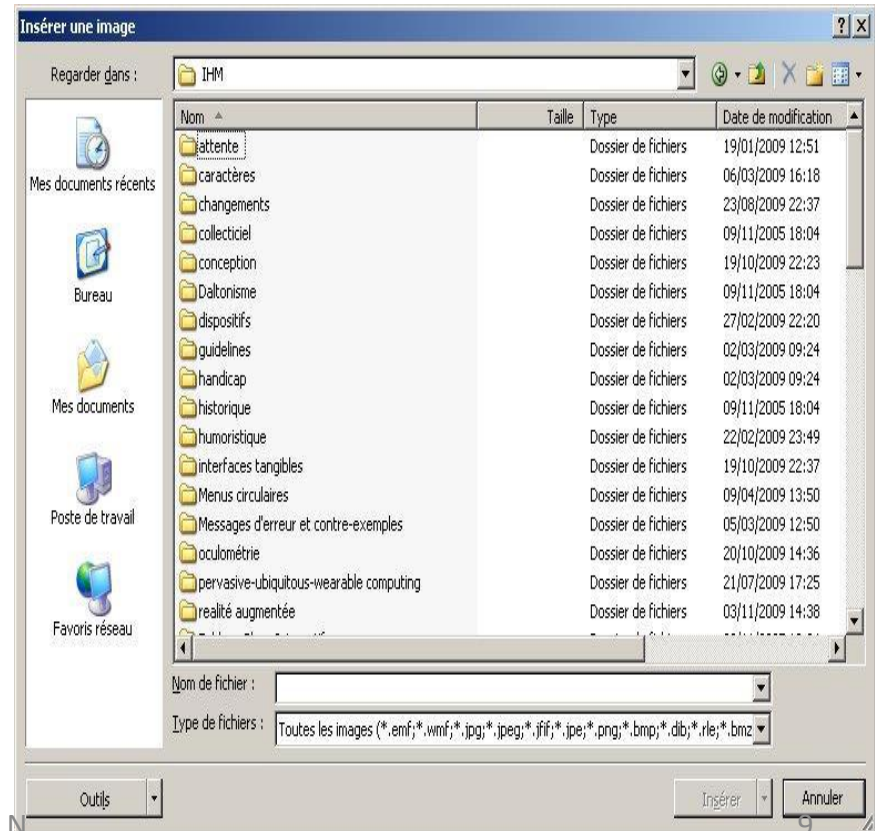 Insérer une image
Regarder dans : IHM
Mes documents récents
Bureau
Mes documents
Poste de travail
Favoris réseau
Nom Taille Type Date de modification
attente Dossier de fichiers 19/01/2009 12:51
caractères Dossier de fichiers 06/03/2009 16:18
changements Dossier de fichiers 23/08/2009 22:37
collecticiel Dossier de fichiers 09/11/2005 18:04
conception Dossier de fichiers 19/10/2009 22:23
Daltonisme Dossier de fichiers 09/11/2005 18:04
dispositifs Dossier de fichiers 27/02/2009 22:20
guidelines Dossier de fichiers 02/03/2009 09:24
handicap Dossier de fichiers 02/03/2009 09:24
historique Dossier de fichiers 09/11/2005 18:04
humoristique Dossier de fichiers 22/02/2009 23:49
interfaces tangibles Dossier de fichiers 19/10/2009 22:37
Menus circulaires Dossier de fichiers 09/04/2009 13:50
Messages d'erreur et contre-exemples Dossier de fichiers 05/03/2009 12:50
oculométrie Dossier de fichiers 20/10/2009 14:36
pervasive-ubiquitous-wearable computing Dossier de fichiers 21/07/2009 17:25
realité augmentée Dossier de fichiers 03/11/2009 14:38
Nom de fichier :
Type de fichiers : Toutes les images (*.emf;*.wmf;*.jpg;*.jpeg;*.jfif;*.jpe;*.png;*.bmp;*.dib;*.rle;*.bmz
Outils Insérer Annuler
N 9